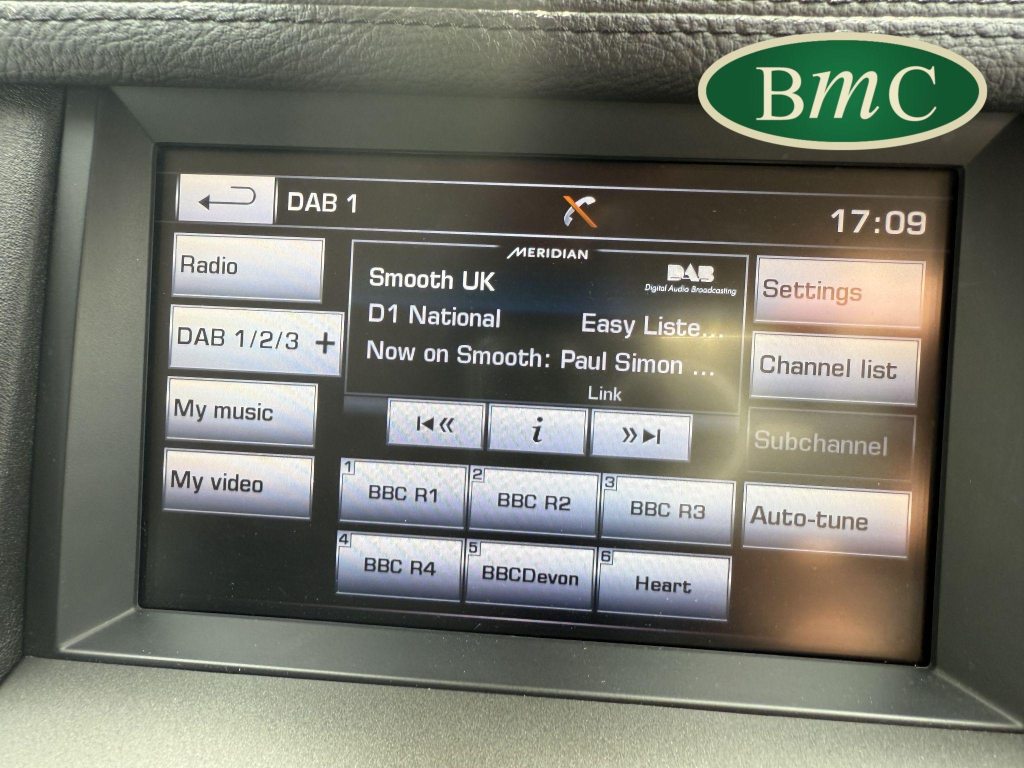 BmC
DAB 1
17:09
Radio
DAB 1/2/3 +
My music
My video
MERIDIAN
Smooth UK
DAB
Digital Audio Broadcasting
D1 National
Easy Liste...
Now on Smooth: Paul Simon ...
Link
i
1 BBC R1
2 BBC R2
3 BBC R3
4 BBC R4
5 BBCDevon
6 Heart
Settings
Channel list
Subchannel
Auto-tune